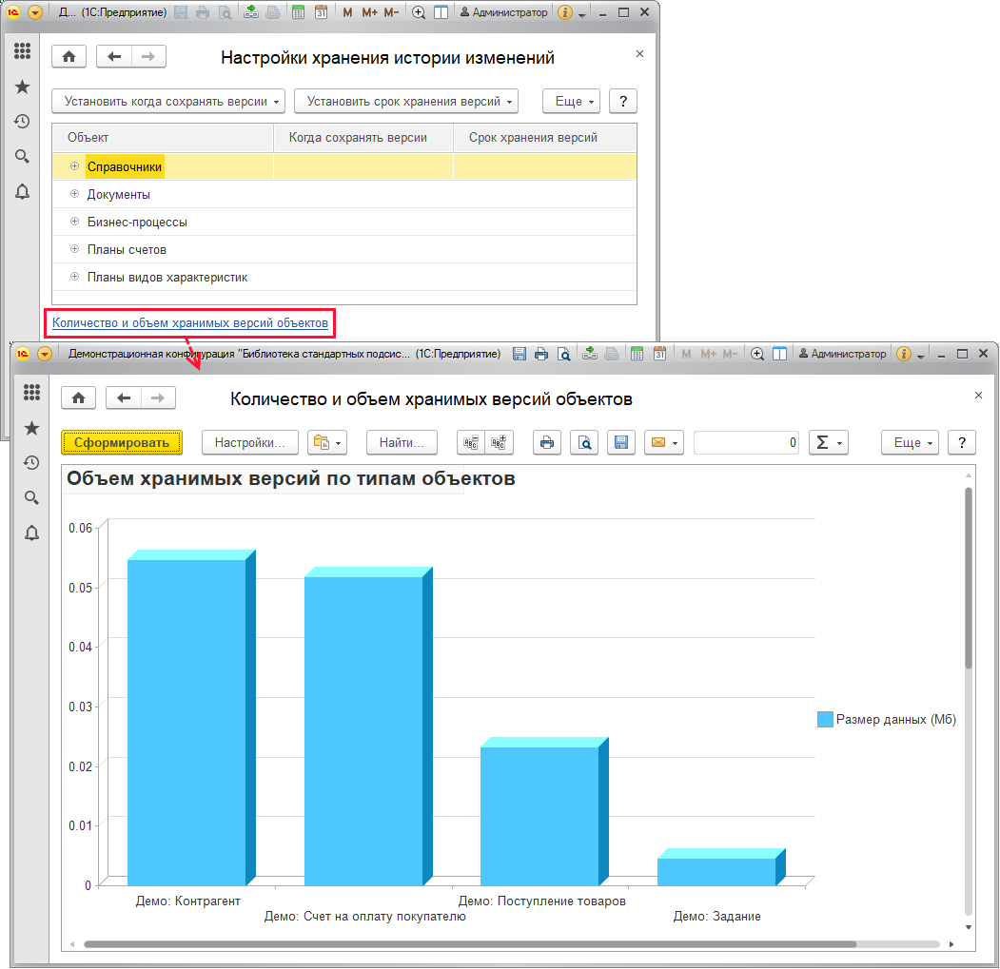 Д... (1С:Предприятие) M M+ M− Администратор
Настройки хранения истории изменений
Установить когда сохранять версии Установить срок хранения версий Еще ?
Объект Когда сохранять версии Срок хранения версий
Справочники
Документы
Бизнес-процессы
Планы счетов
Планы видов характеристик
Количество и объем хранимых версий объектов
Демонстрационная конфигурация "Библиотека стандартных подсис... (1С:Предприятие) M M+ M− Администратор
Количество и объем хранимых версий объектов
Сформировать Настройки... Найти... 0 Σ Еще ?
Объем хранимых версий по типам объектов
0.06
0.05
0.04
0.03
Размер данных (Мб)
0.02
0.01
0
Демо: Контрагент Демо: Поступление товаров
Демо: Счет на оплату покупателю Демо: Задание